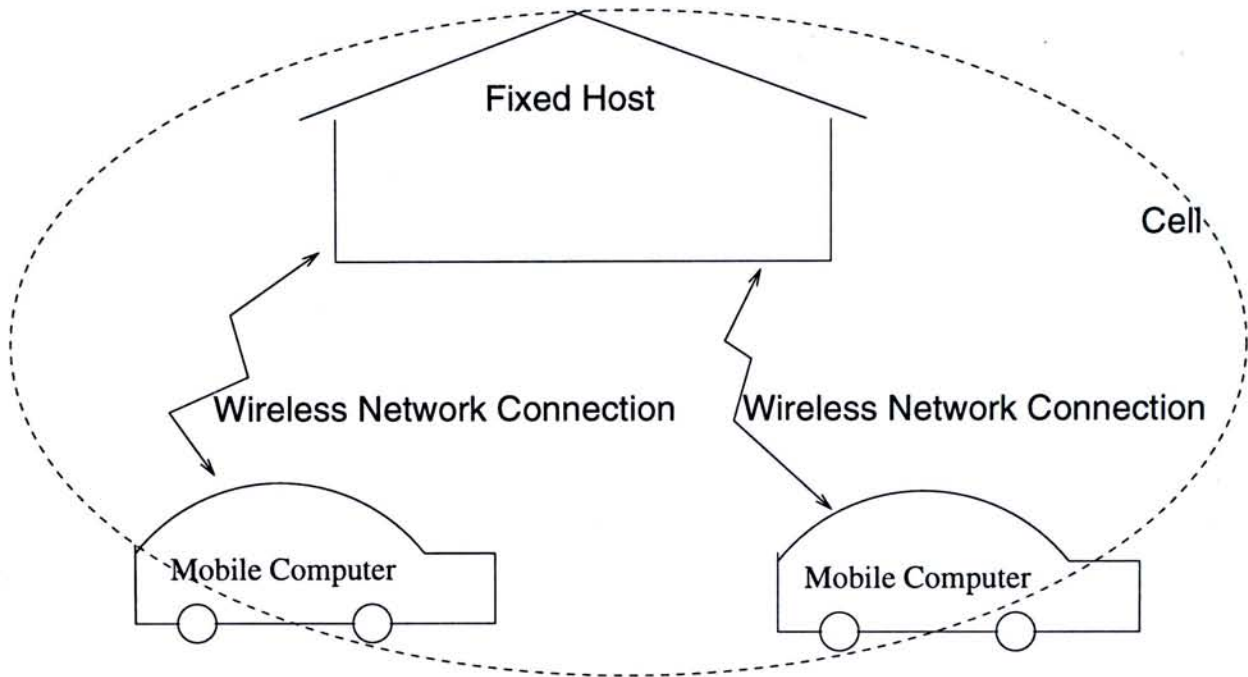 Fixed Host
Cell
Wireless Network Connection
Wireless Network Connection
Mobile Computer
Mobile Computer